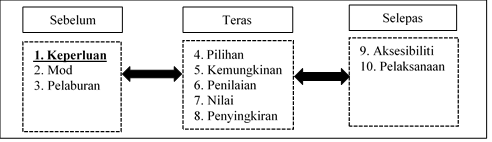 Sebelum
1. Keperluan
2. Mod
3. Pelaburan
Teras
4. Pilihan
5. Kemungkinan
6. Penilaian
7. Nilai
8. Penyingkiran
Selepas
9. Aksesibiliti
10. Pelaksanaan